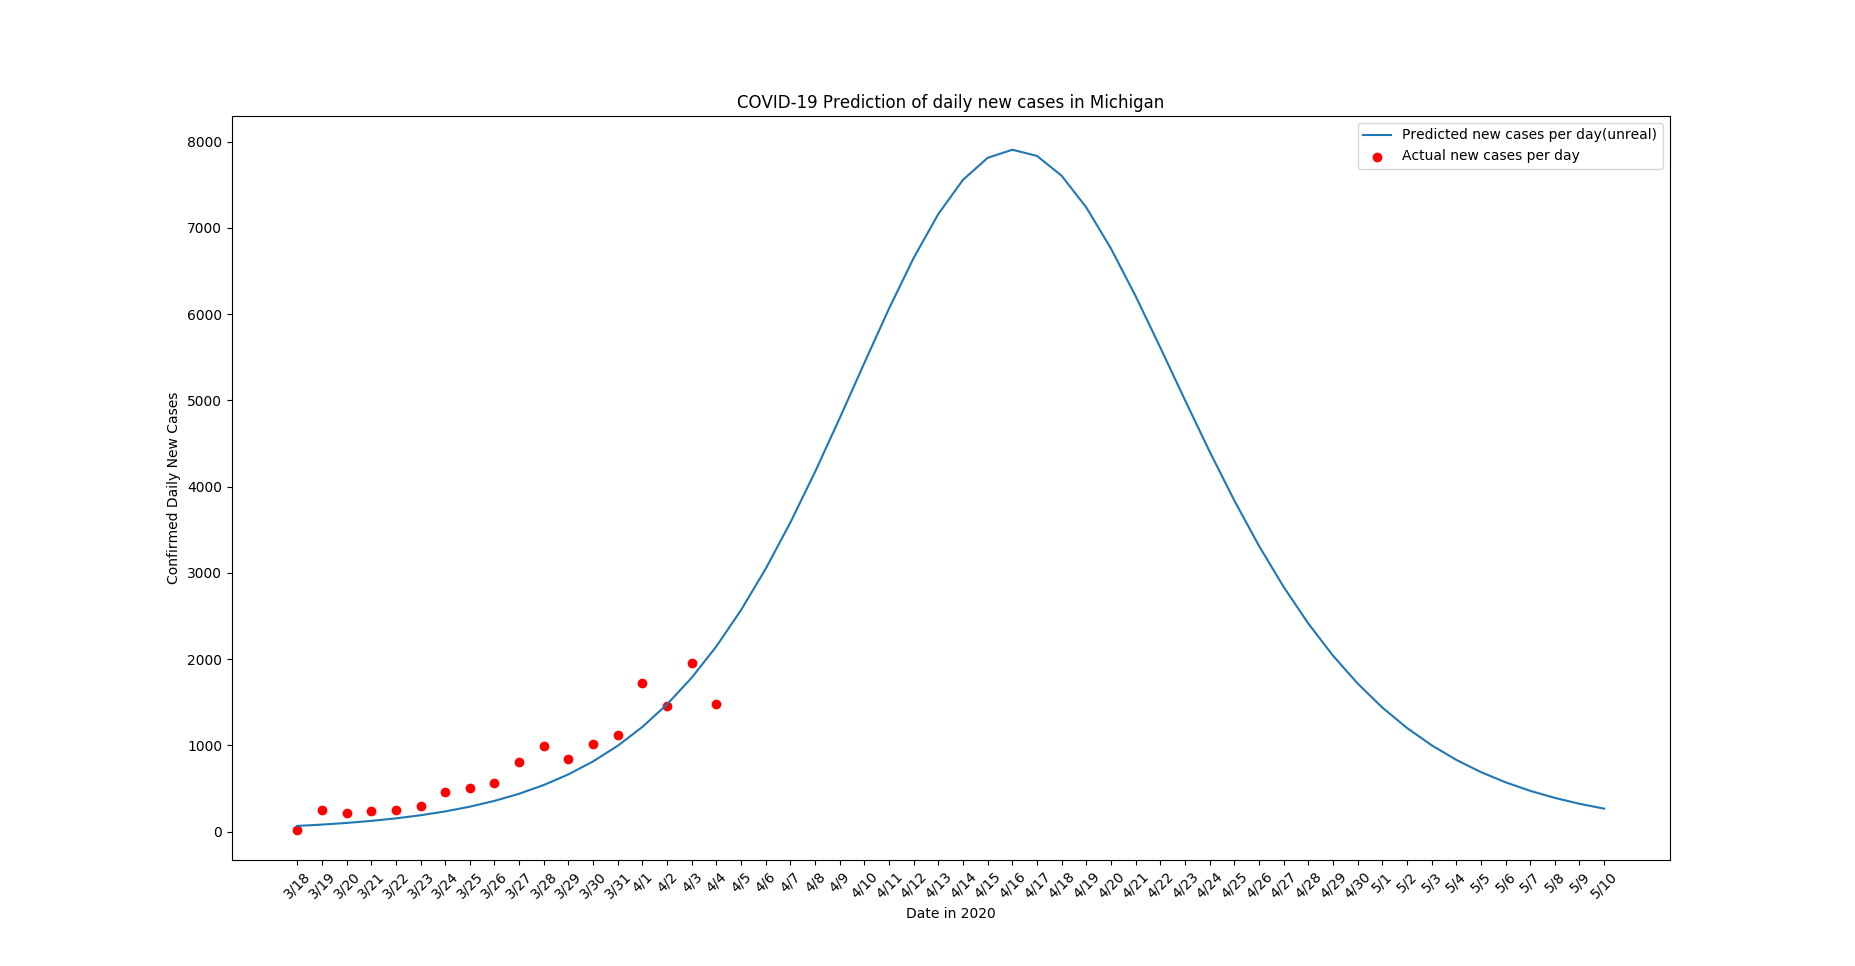 COVID-19 Prediction of daily new cases in Michigan
Predicted new cases per day(unreal)
Actual new cases per day
8000
7000
6000
5000
4000
3000
2000
1000
0
Confirmed Daily New Cases
3/18 3/19 3/20 3/21 3/22 3/23 3/24 3/25 3/26 3/27 3/28 3/29 3/30 3/31 4/1 4/2 4/3 4/4 4/5 4/6 4/7 4/8 4/9 4/10 4/11 4/12 4/13 4/14 4/15 4/16 4/17 4/18 4/19 4/20 4/21 4/22 4/23 4/24 4/25 4/26 4/27 4/28 4/29 4/30 5/1 5/2 5/3 5/4 5/5 5/6 5/7 5/8 5/9 5/10
Date in 2020